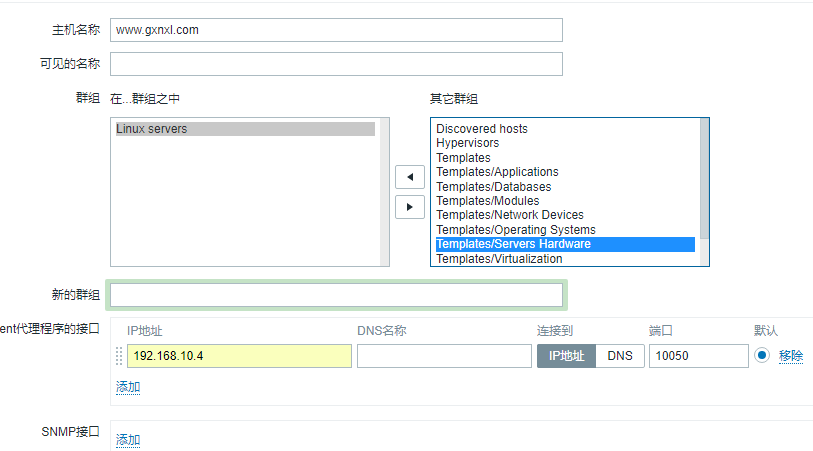 主机名称 www.gxnxl.com
可见的名称
群组 在...群组之中 其它群组
Linux servers
Discovered hosts
Hypervisors
Templates
Templates/Applications
Templates/Databases
Templates/Modules
Templates/Network Devices
Templates/Operating Systems
Templates/Servers Hardware
Templates/Virtualization
新的群组
ent代理程序的接口 IP地址 DNS名称 连接到 端口 默认
192.168.10.4 IP地址 DNS 10050 移除
添加
SNMP接口 添加